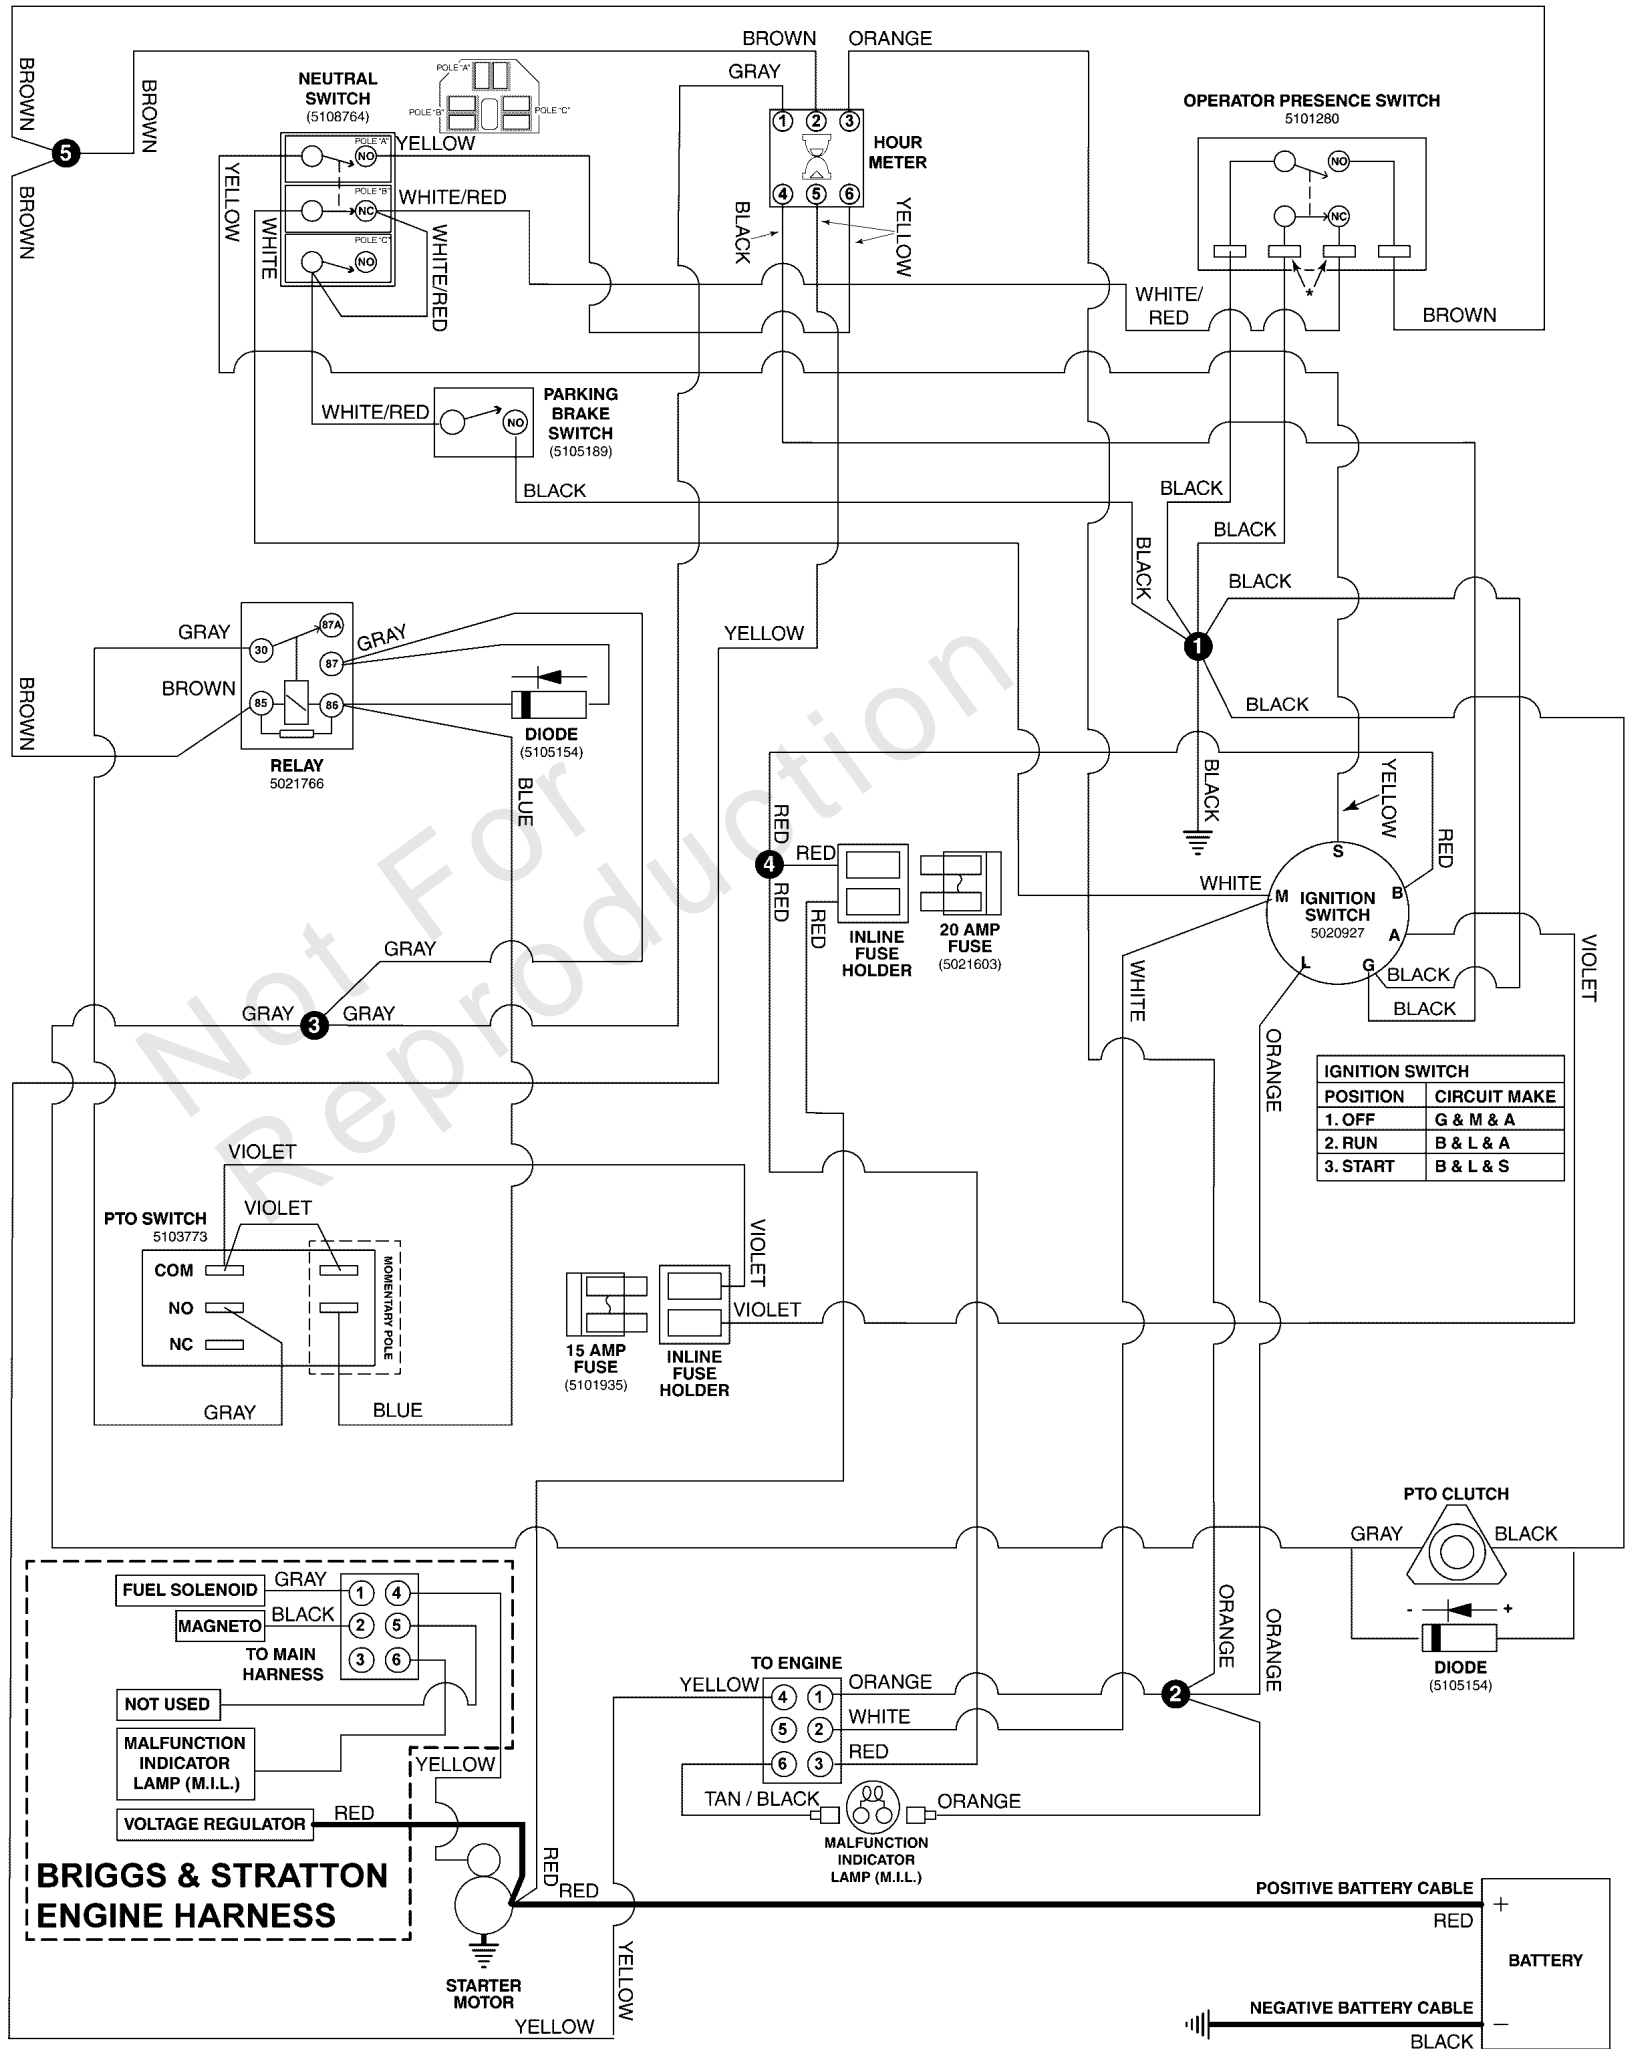 BROWN
ORANGE
GRAY
BROWN
BROWN
NEUTRAL
SWITCH
(5108764)
POLE "A"
POLE "B"
POLE "C"
OPERATOR PRESENCE SWITCH
5101280
1 2 3
HOUR
METER
4 5 6
5
POLE "A"
NO
YELLOW
POLE "B"
NC
WHITE/RED
POLE "C"
NO
YELLOW
WHITE
WHITE/RED
BLACK
YELLOW
NO
NC
*
BROWN
WHITE/
RED
BROWN
PARKING
BRAKE
SWITCH
(5105189)
WHITE/RED
NO
BLACK
BLACK
BLACK
BLACK
BLACK
1
BLACK
BLACK
GRAY
30
87A
87
GRAY
BROWN
85
86
RELAY
5021766
DIODE
(5105154)
BROWN
BLUE
YELLOW
Not For
Reproduction
RED
4
RED
RED
RED
INLINE
FUSE
HOLDER
20 AMP
FUSE
(5021603)
YELLOW
RED
WHITE
S
M
B
IGNITION
SWITCH
5020927
A
L
G
BLACK
BLACK
VIOLET
WHITE
ORANGE
GRAY
GRAY
3
GRAY
IGNITION SWITCH
POSITION CIRCUIT MAKE
1. OFF G & M & A
2. RUN B & L & A
3. START B & L & S
VIOLET
VIOLET
PTO SWITCH
5103773
COM
NO
NC
MOMENTARY POLE
GRAY
BLUE
VIOLET
VIOLET
15 AMP
FUSE
(5101935)
INLINE
FUSE
HOLDER
PTO CLUTCH
GRAY
BLACK
- +
DIODE
(5105154)
FUEL SOLENOID
GRAY
1 4
MAGNETO
BLACK
2 5
TO MAIN
HARNESS
3 6
NOT USED
MALFUNCTION
INDICATOR
LAMP (M.I.L.)
YELLOW
VOLTAGE REGULATOR
RED
BRIGGS & STRATTON
ENGINE HARNESS
RED
RED
STARTER
MOTOR
YELLOW
YELLOW
TO ENGINE
YELLOW
4 1
ORANGE
5 2
WHITE
6 3
RED
2
ORANGE
ORANGE
TAN / BLACK
ORANGE
MALFUNCTION
INDICATOR
LAMP (M.I.L.)
POSITIVE BATTERY CABLE
RED
+
BATTERY
NEGATIVE BATTERY CABLE
BLACK
-